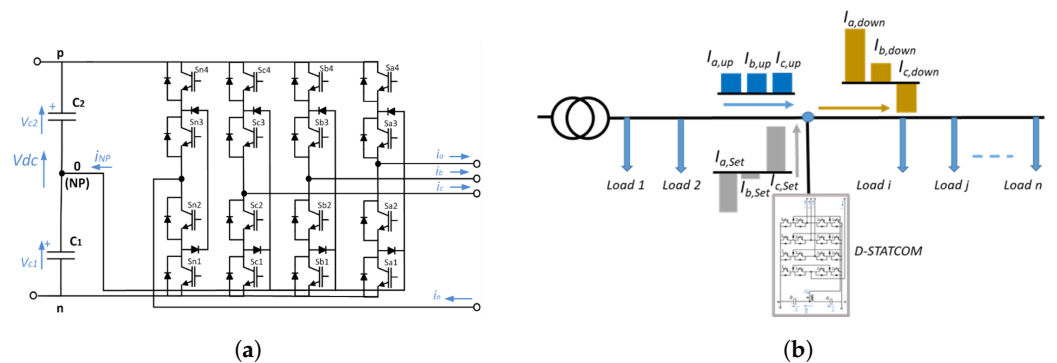 p
Sn4 Sc4 Sb4 Sa4
+ C2
Vc2
Sn3 Sc3 Sb3 Sa3
Vdc
0 iNP
(NP)
ia
ib
ic
Sn2 Sc2 Sb2 Sa2
+ C1
Vc1
Sn1 Sc1 Sb1 Sa1
n
in
(a)
Ia,down
Ib,down
Ic,down
Ia,up Ib,up Ic,up
Ia,Set
Ib,Set
Ic,Set
Load 1 Load 2 Load i Load j Load n
D-STATCOM
(b)